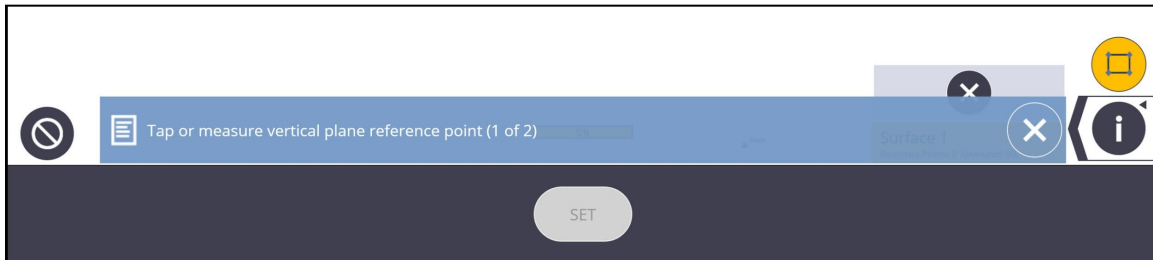 Tap or measure vertical plane reference point (1 of 2)
Surface 1
i
SET